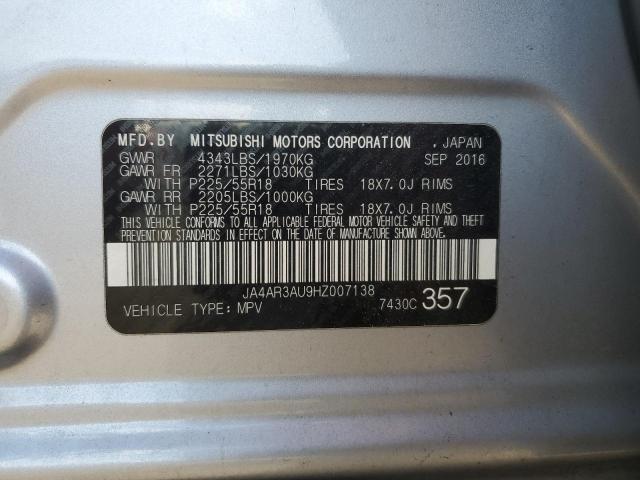 MFD.BY MITSUBISHI MOTORS CORPORATION . JAPAN
GVWR 4343LBS/1970KG SEP 2016
GAWR FR 2271LBS/1030KG
WITH P225/55R18 TIRES 18X7.0J RIMS
GAWR RR 2205LBS/1000KG
WITH P225/55R18 TIRES 18X7.0J RIMS
THIS VEHICLE CONFORMS TO ALL APPLICABLE FEDERAL MOTOR VEHICLE SAFETY AND THEFT
PREVENTION STANDARDS IN EFFECT ON THE DATE OF MANUFACTURE SHOWN ABOVE.
JA4AR3AU9HZ007138
VEHICLE TYPE: MPV 7430C 357